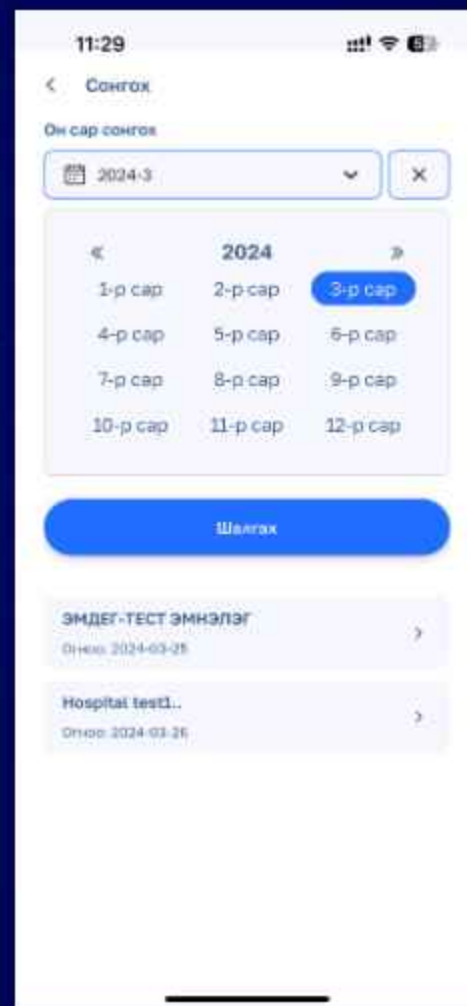 11:29
Сонгох
Он сар сонгох
2024-3
2024
1-р сар 2-р сар 3-р сар
4-р сар 5-р сар 6-р сар
7-р сар 8-р сар 9-р сар
10-р сар 11-р сар 12-р сар
Шалгах
ЭМДЕГ-ТЕСТ ЭМНЭЛЭГ
Огноо: 2024-03-25
Hospital test1..
Огноо: 2024-03-26